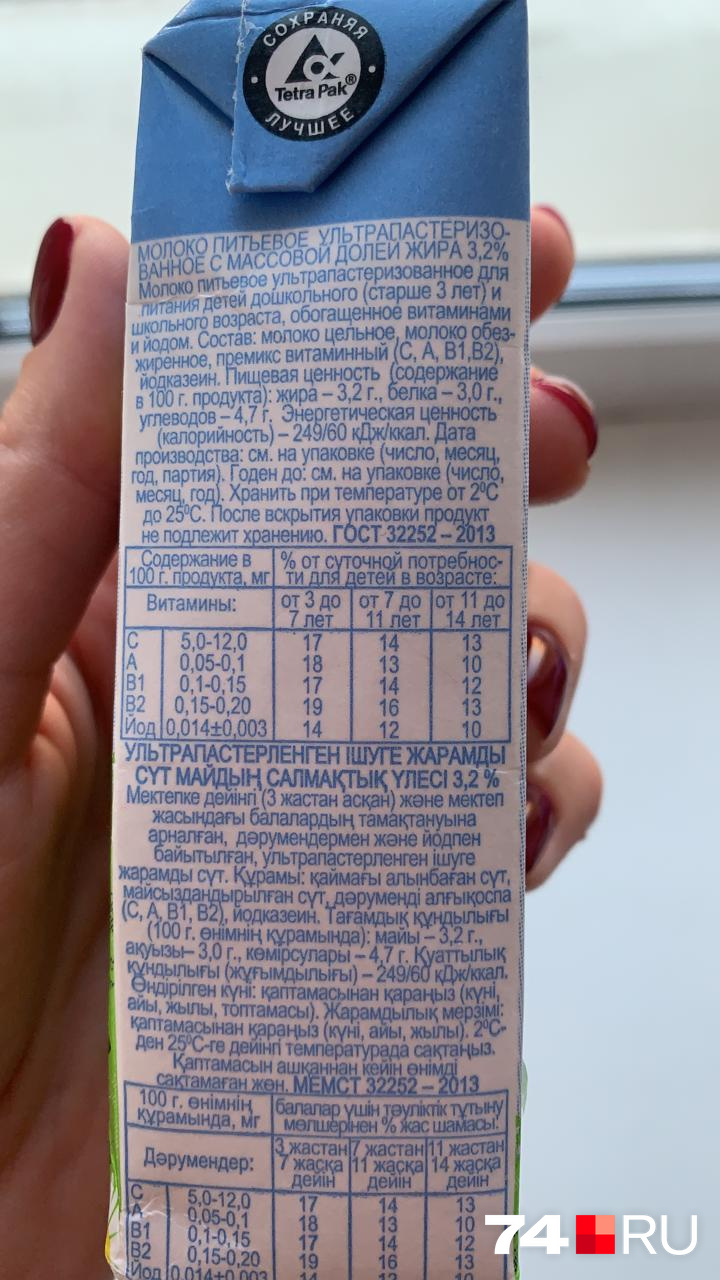 СОХРАНЯЯ
Tetra Pak®
ЛУЧШЕЕ
МОЛОКО ПИТЬЕВОЕ УЛЬТРАПАСТЕРИЗО-
ВАННОЕ С МАССОВОЙ ДОЛЕЙ ЖИРА 3,2%
Молоко питьевое ультрапастеризованное для
питания детей дошкольного (старше 3 лет) и
школьного возраста, обогащенное витаминами
и йодом. Состав: молоко цельное, молоко обез-
жиренное, премикс витаминный (С, А, В1,В2),
йодказеин. Пищевая ценность (содержание
в 100 г. продукта): жира – 3,2 г., белка – 3,0 г.,
углеводов – 4,7 г. Энергетическая ценность
(калорийность) – 249/60 кДж/ккал. Дата
производства: см. на упаковке (число, месяц,
год, партия). Годен до: см. на упаковке (число,
месяц, год). Хранить при температуре от 2⁰С
до 25⁰С. После вскрытия упаковки продукт
не подлежит хранению. ГОСТ 32252 – 2013
Содержание в 100 г. продукта, мг
% от суточной потребнос-
ти для детей в возрасте:
Витамины: от 3 до 7 лет от 7 до 11 лет от 11 до 14 лет
С 5,0-12,0 17 14 13
А 0,05-0,1 18 13 10
В1 0,1-0,15 17 14 12
В2 0,15-0,20 19 16 13
Йод 0,014±0,003 14 12 10
УЛЬТРАПАСТЕРЛЕНГЕН ІШУГЕ ЖАРАМДЫ
СҮТ МАЙДЫҢ САЛМАҚТЫҚ ҮЛЕСІ 3,2 %
Мектепке дейінгі (3 жастан асқан) және мектеп
жасындағы балалардың тамақтануына
арналған, дәрумендермен және йодпен
байытылған, ультрапастерленген ішуге
жарамды сүт. Құрамы: қаймағы алынбаған сүт,
майсыздандырылған сүт, дәруменді алғықоспа
(С, А, В1, В2), йодказеин. Тағамдық құндылығы
(100 г. өнімнің құрамында): майы – 3,2 г.,
ақуызы– 3,0 г., көмірсулары – 4,7 г. Қуаттылық
құндылығы (жұғымдылығы) – 249/60 кДж/ккал.
Өндірілген күні: қаптамасынан қараңыз (күні,
айы, жылы, топтамасы). Жарамдылық мерзімі:
қаптамасынан қараңыз (күні, айы, жылы). 2⁰С-
ден 25⁰С-ге дейінгі температурада сақтаңыз.
Қаптамасын ашқаннан кейін өнімді
сақтамаған жөн. МЕМСТ 32252 – 2013
100 г. өнімнің құрамында, мг
балалар үшін тәуліктік тұтыну
мөлшерінен % жас шамасы:
Дәрумендер: 3 жастан 7 жасқа дейін 7 жастан 11 жасқа дейін 11 жастан 14 жасқа дейін
С 5,0-12,0 17 14 13
А 0,05-0,1 18 13 10
В1 0,1-0,15 17 14 12
В2 0,15-0,20 19 16 13
Йод 0,014±0,003 14 12 10
74 RU